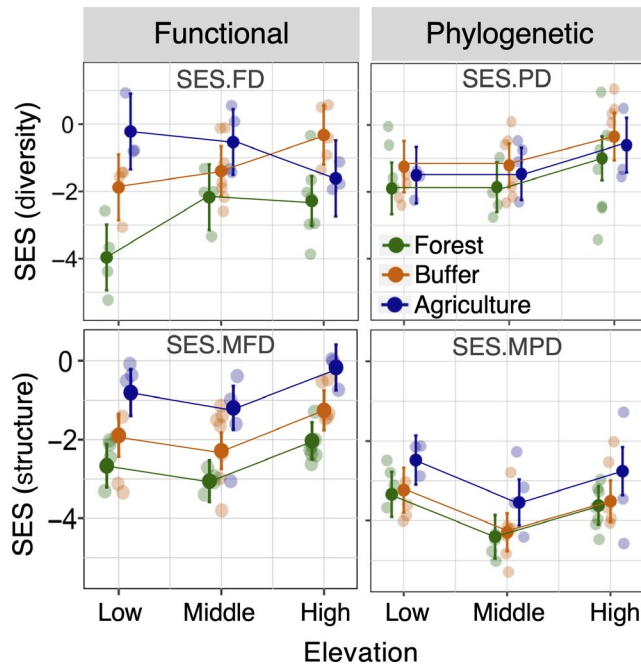 Functional
Phylogenetic
SES.FD
SES.PD
SES (diversity)
0
−2
−4
Forest
Buffer
Agriculture
SES.MFD
SES.MPD
SES (structure)
0
−2
−4
Low
Middle
High
Low
Middle
High
Elevation